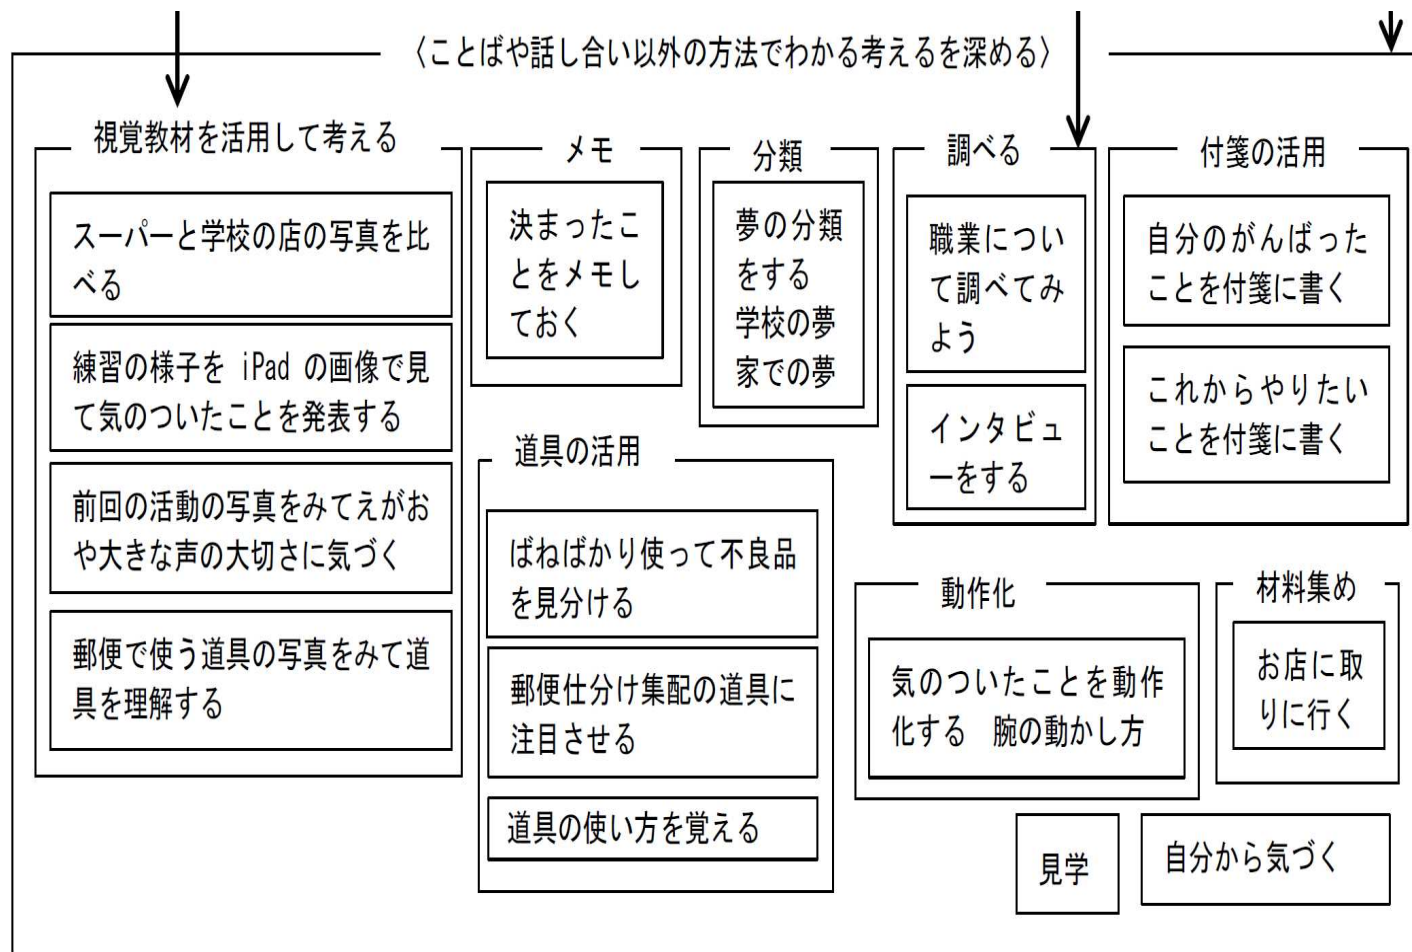 〈ことばや話し合い以外の方法でわかる考えるを深める〉
視覚教材を活用して考える
スーパーと学校の店の写真を比
べる
練習の様子を iPad の画像で見
て気のついたことを発表する
前回の活動の写真をみてえがお
や大きな声の大切さに気づく
郵便で使う道具の写真をみて道
具を理解する
メモ
決まったこ
とをメモし
ておく
分類
夢の分類
をする
学校の夢
家での夢
調べる
職業につい
て調べてみ
よう
インタビュ
ーをする
付箋の活用
自分のがんばった
ことを付箋に書く
これからやりたい
ことを付箋に書く
道具の活用
ばねばかり使って不良品
を見分ける
郵便仕分け集配の道具に
注目させる
道具の使い方を覚える
動作化
気のついたことを動作
化する　腕の動かし方
材料集め
お店に取
りに行く
見学
自分から気づく